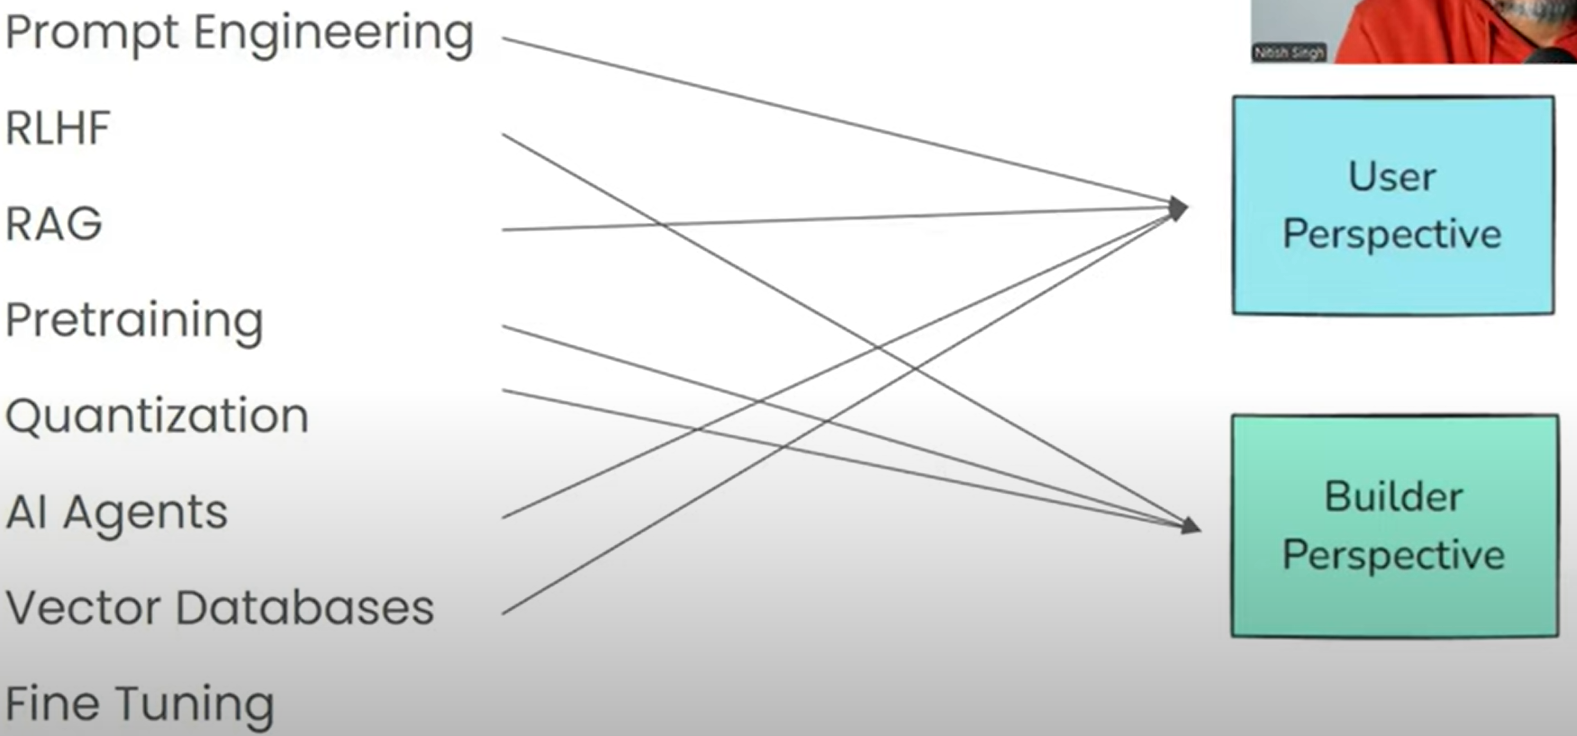 Prompt Engineering
RLHF
RAG
Pretraining
Quantization
AI Agents
Vector Databases
Fine Tuning
Nitish Singh
User
Perspective
Builder
Perspective